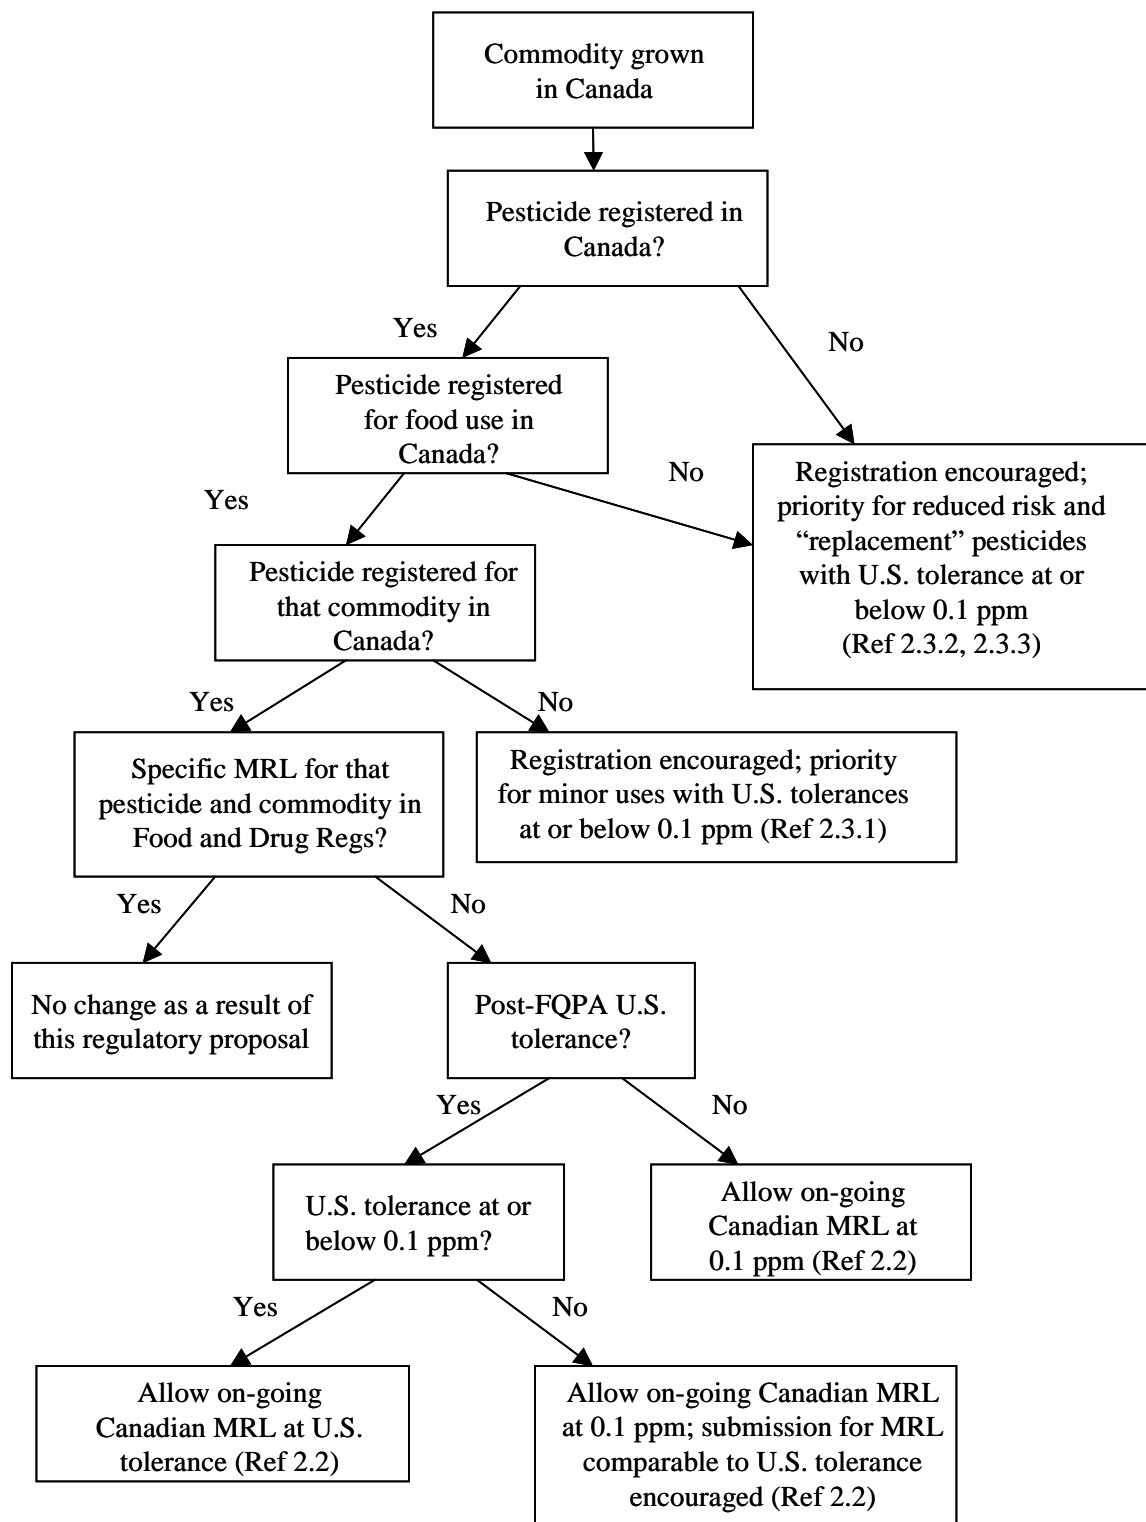 Commodity grown
in Canada
Pesticide registered in
Canada?
Yes
No
Pesticide registered
for food use in
Canada?
Yes
No
Registration encouraged;
priority for reduced risk and
“replacement” pesticides
with U.S. tolerance at or
below 0.1 ppm
(Ref 2.3.2, 2.3.3)
Pesticide registered for
that commodity in
Canada?
Yes
No
Specific MRL for that
pesticide and commodity in
Food and Drug Regs?
Registration encouraged; priority
for minor uses with U.S. tolerances
at or below 0.1 ppm (Ref 2.3.1)
Yes
No
No change as a result of
this regulatory proposal
Post-FQPA U.S.
tolerance?
Yes
No
U.S. tolerance at or
below 0.1 ppm?
Allow on-going
Canadian MRL at
0.1 ppm (Ref 2.2)
Yes
No
Allow on-going
Canadian MRL at U.S.
tolerance (Ref 2.2)
Allow on-going Canadian MRL
at 0.1 ppm; submission for MRL
comparable to U.S. tolerance
encouraged (Ref 2.2)